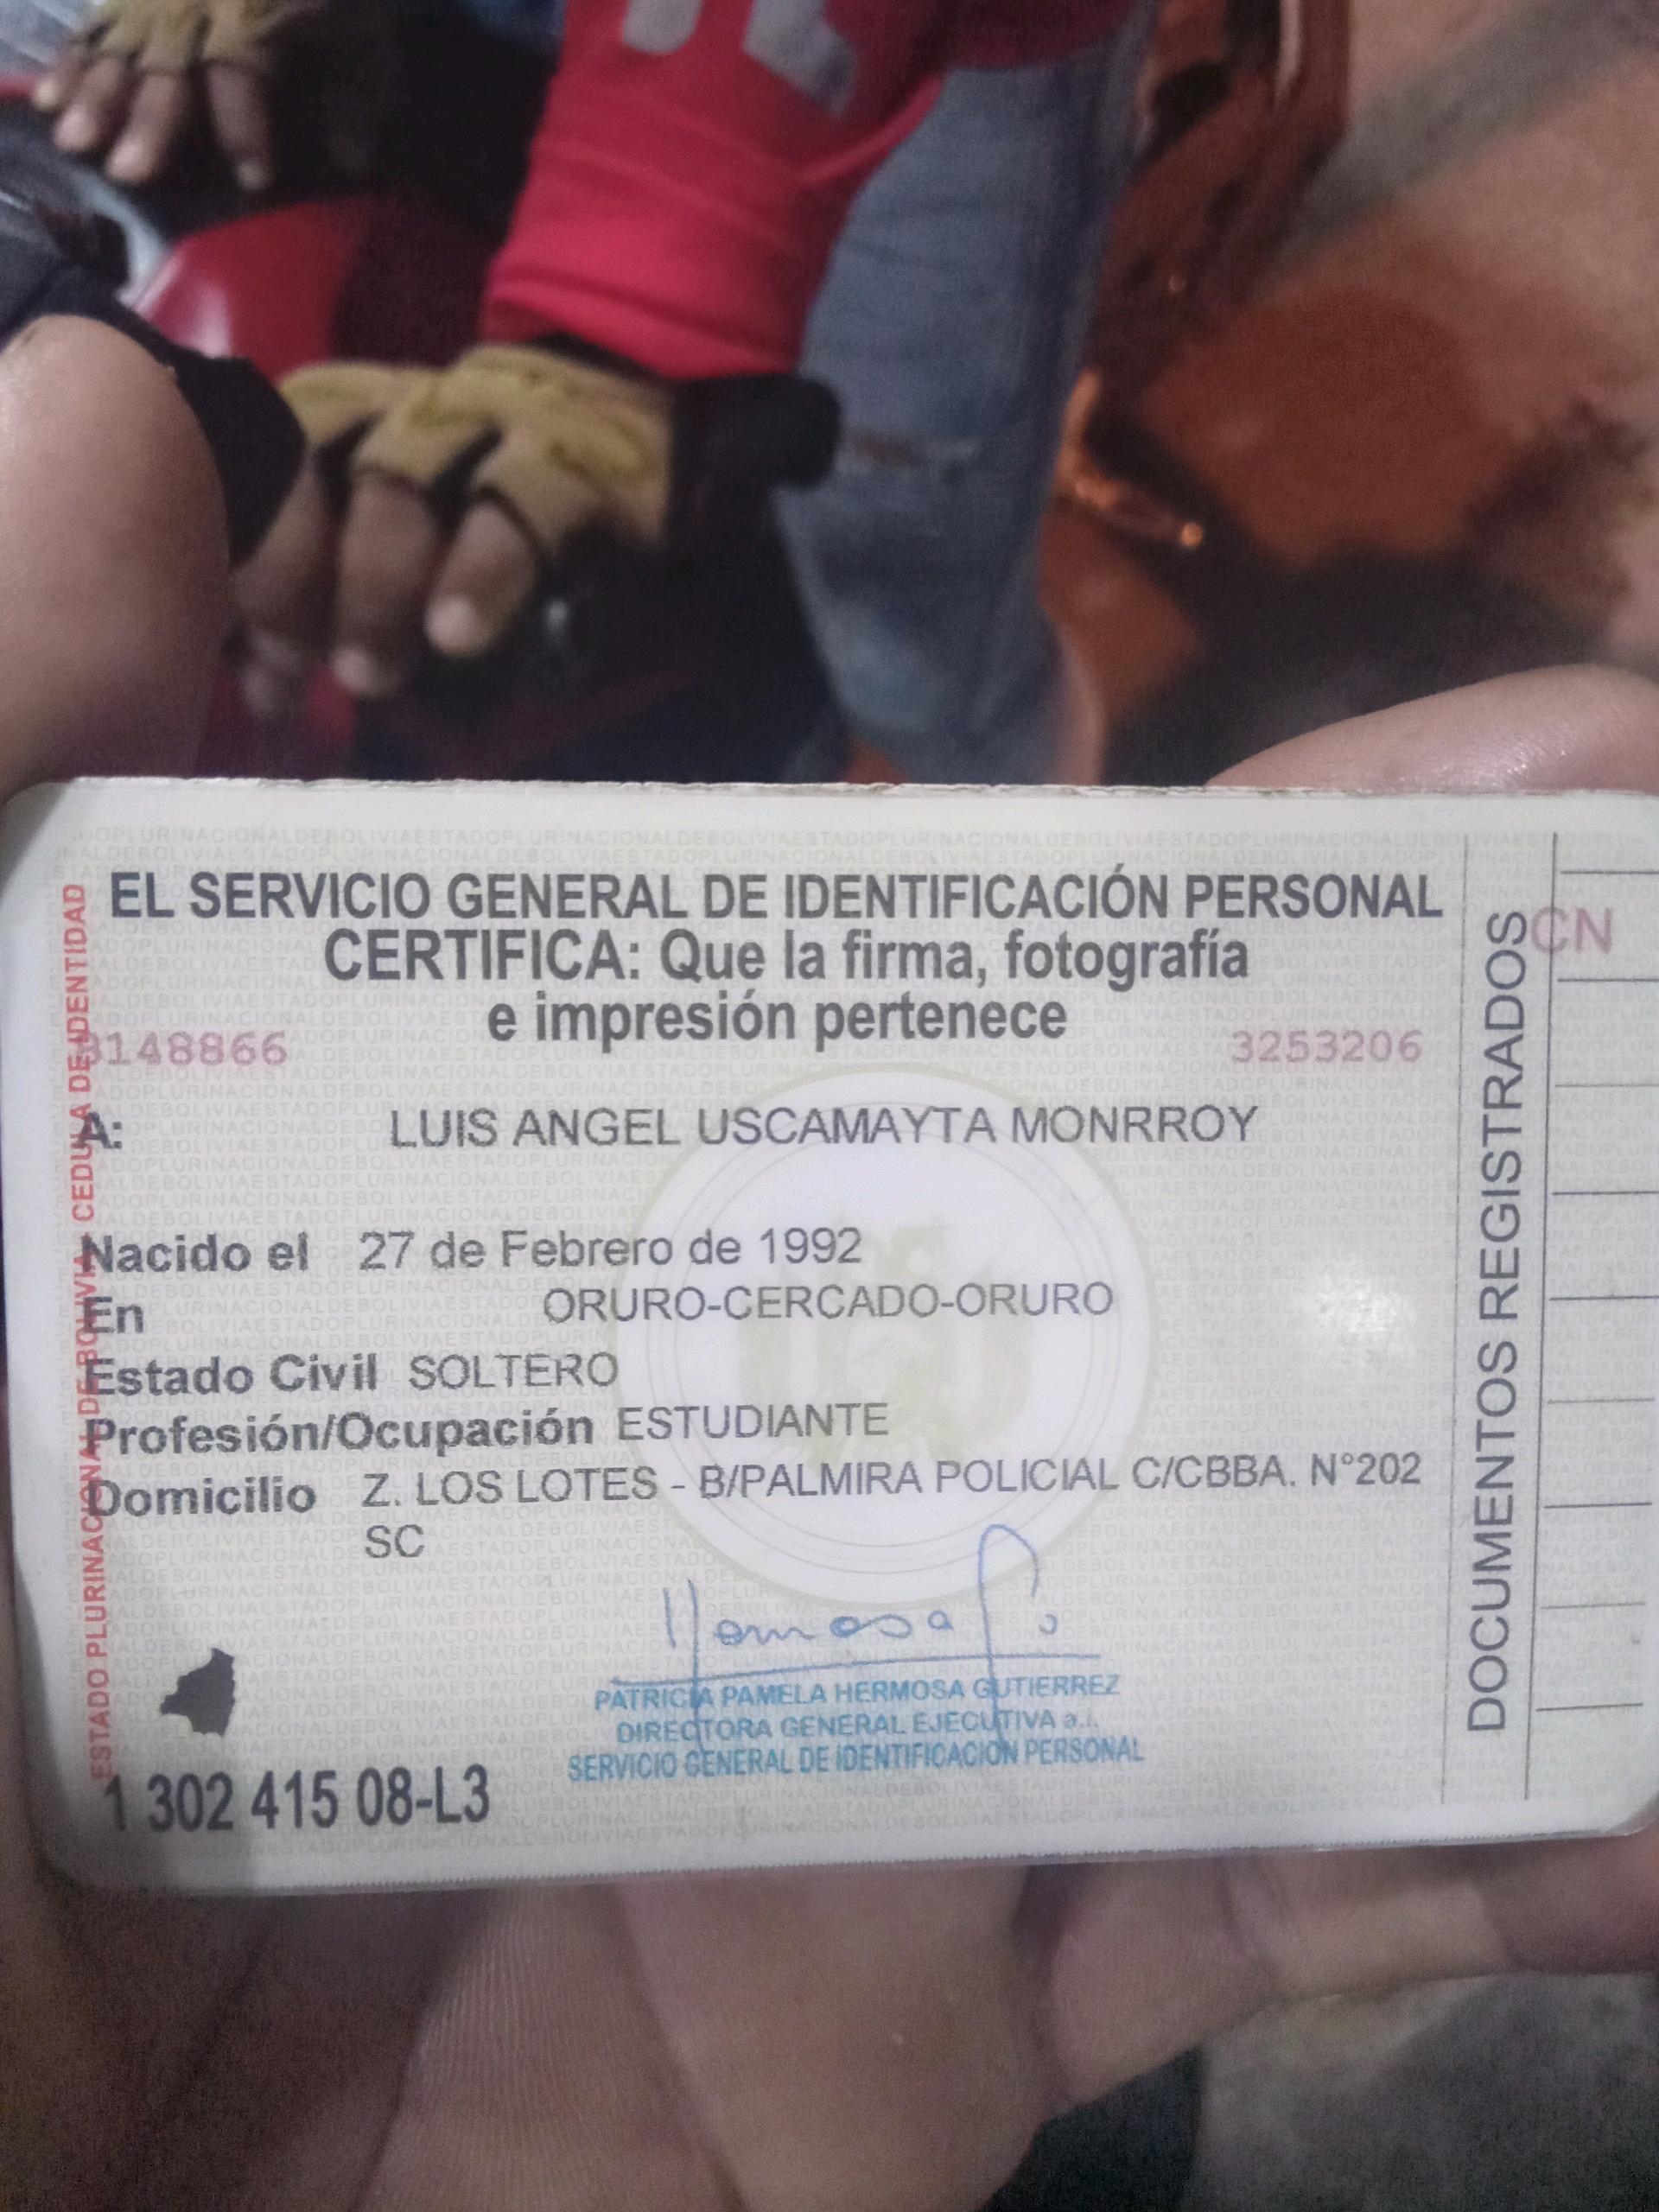 EL SERVICIO GENERAL DE IDENTIFICACIÓN PERSONAL
CERTIFICA: Que la firma, fotografía
e impresión pertenece
148866
3253206
A: LUIS ANGEL USCAMAYTA MONRROY
Nacido el 27 de Febrero de 1992
En ORURO-CERCADO-ORURO
Estado Civil SOLTERO
Profesión/Ocupación ESTUDIANTE
Domicilio Z. LOS LOTES - B/PALMIRA POLICIAL C/CBBA. N°202
SC
PATRICIA PAMELA HERMOSA GUTIERREZ
DIRECTORA GENERAL EJECUTIVA a.i.
SERVICIO GENERAL DE IDENTIFICACION PERSONAL
1 302 415 08-L3
ESTADO PLURINACIONAL DE BOLIVIA - CEDULA DE IDENTIDAD
DOCUMENTOS REGISTRADOS
CN